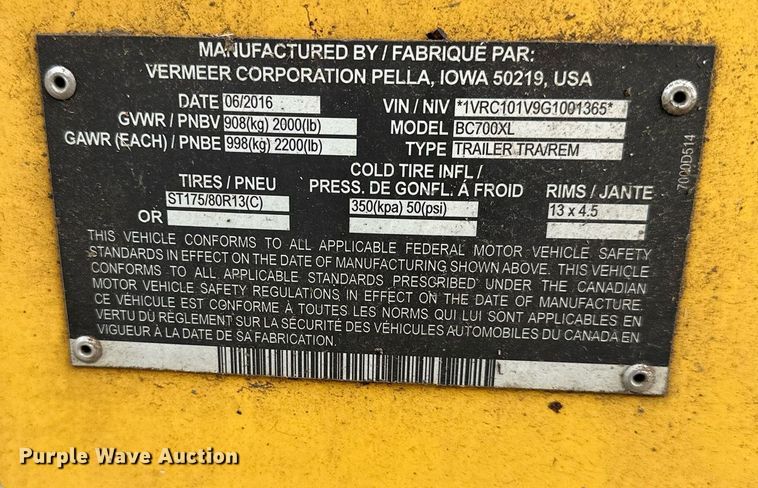 MANUFACTURED BY / FABRIQUÉ PAR:
VERMEER CORPORATION PELLA, IOWA 50219, USA
DATE 06/2016 VIN / NIV *1VRC101V9G1001365*
GVWR / PNBV 908(kg) 2000(lb) MODEL BC700XL
GAWR (EACH) / PNBE 998(kg) 2200(lb) TYPE TRAILER TRA/REM
TIRES / PNEU COLD TIRE INFL / PRESS. DE GONFL. À FROID RIMS / JANTE
ST175/80R13(C) 350(kpa) 50(psi) 13 x 4.5
OR
THIS VEHICLE CONFORMS TO ALL APPLICABLE FEDERAL MOTOR VEHICLE SAFETY
STANDARDS IN EFFECT ON THE DATE OF MANUFACTURING SHOWN ABOVE. THIS VEHICLE
CONFORMS TO ALL APPLICABLE STANDARDS PRESCRIBED UNDER THE CANADIAN
MOTOR VEHICLE SAFETY REGULATIONS IN EFFECT ON THE DATE OF MANUFACTURE.
CE VÉHICULE EST CONFORME À TOUTES LES NORMS QUI LUI SONT APPLICABLES EN
VERTU DU RÈGLEMENT SUR LA SÉCURITÉ DES VÉHICULES AUTOMOBILES DU CANADA EN
VIGUEUR À LA DATE DE SA FABRICATION.
7000D514
Purple Wave Auction